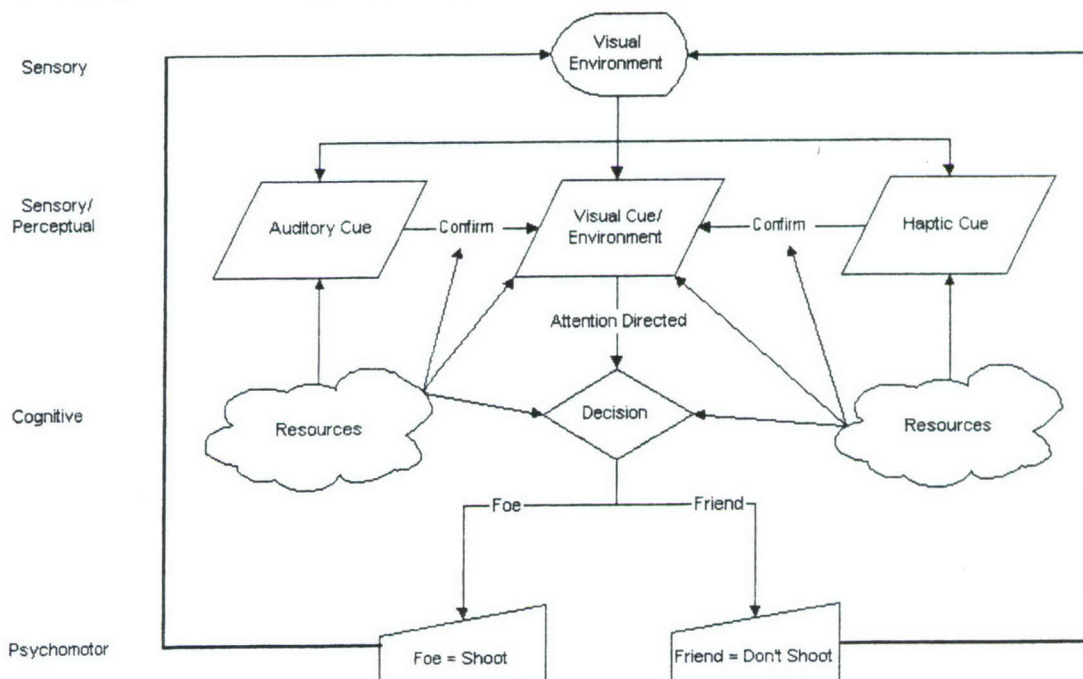 Sensory
Visual
Environment
Sensory/
Perceptual
Auditory Cue
Confirm
Visual Cue/
Environment
Confirm
Haptic Cue
Attention Directed
Cognitive
Resources
Decision
Resources
Foe
Friend
Psychomotor
Foe = Shoot
Friend = Don't Shoot